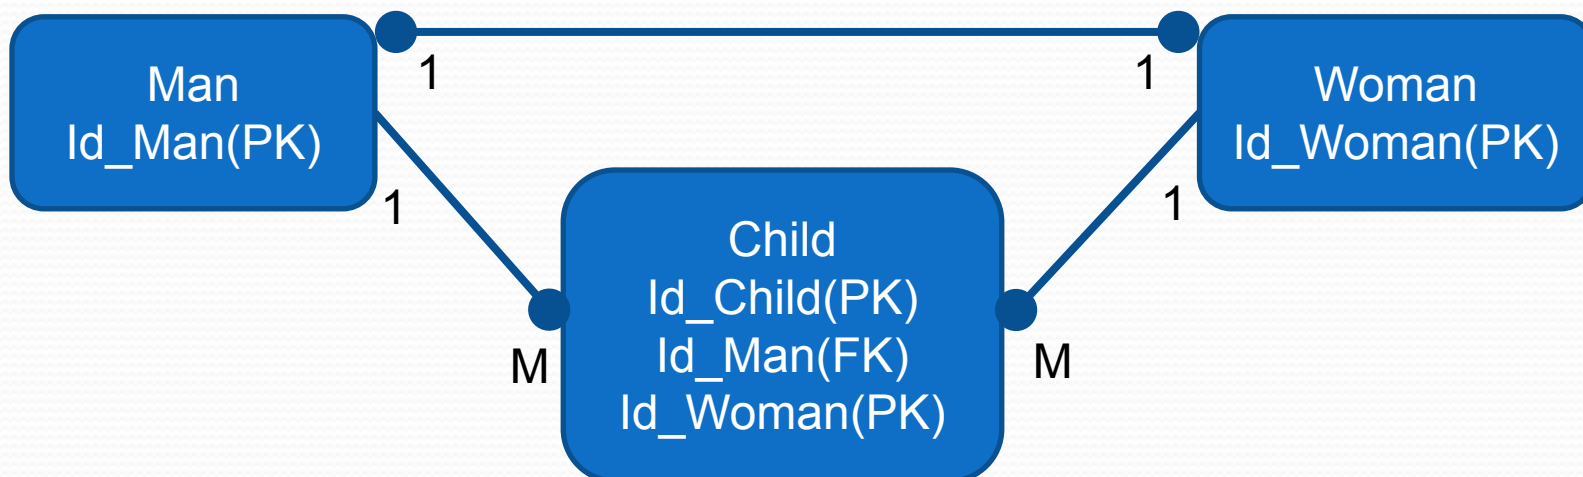 Man
Id_Man(PK)
1
1
Woman
Id_Woman(PK)
1
1
Child
Id_Child(PK)
Id_Man(FK)
Id_Woman(PK)
M
M